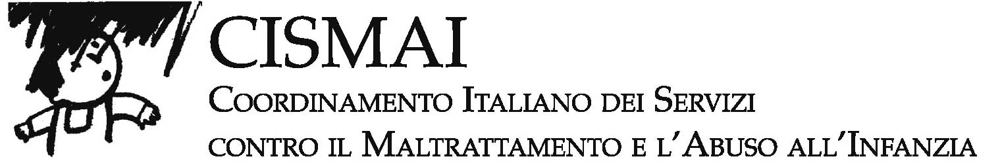 CISMAI
Coordinamento Italiano dei Servizi
contro il Maltrattamento e l'Abuso all'Infanzia